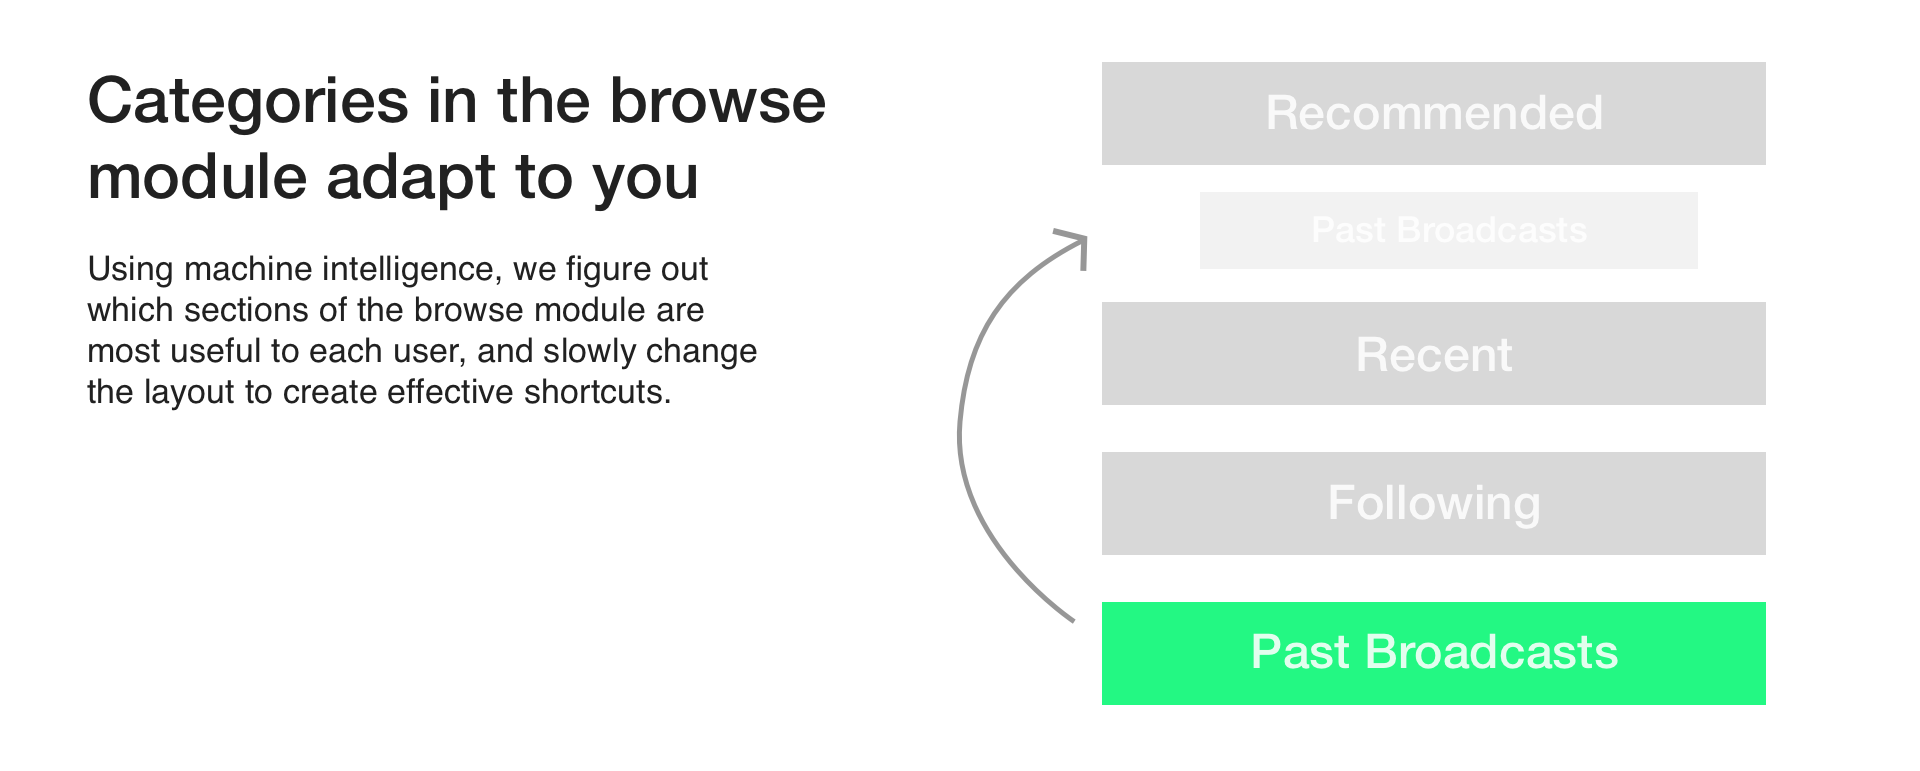 Categories in the browse
module adapt to you
Using machine intelligence, we figure out
which sections of the browse module are
most useful to each user, and slowly change
the layout to create effective shortcuts.
Recommended
Past Broadcasts
Recent
Following
Past Broadcasts